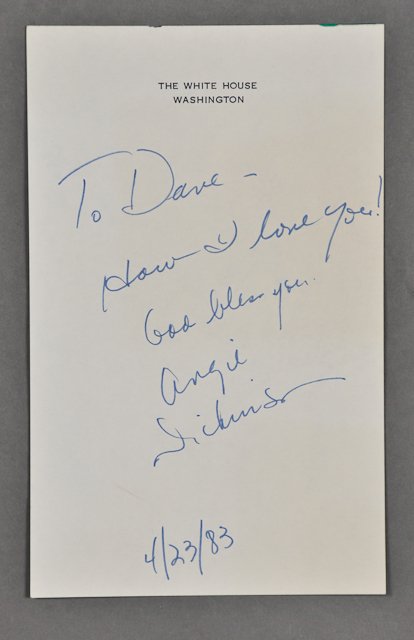 THE WHITE HOUSE
WASHINGTON
To Dave -
How I love you!
God bless you.
Angie
Dickinson
4/23/83